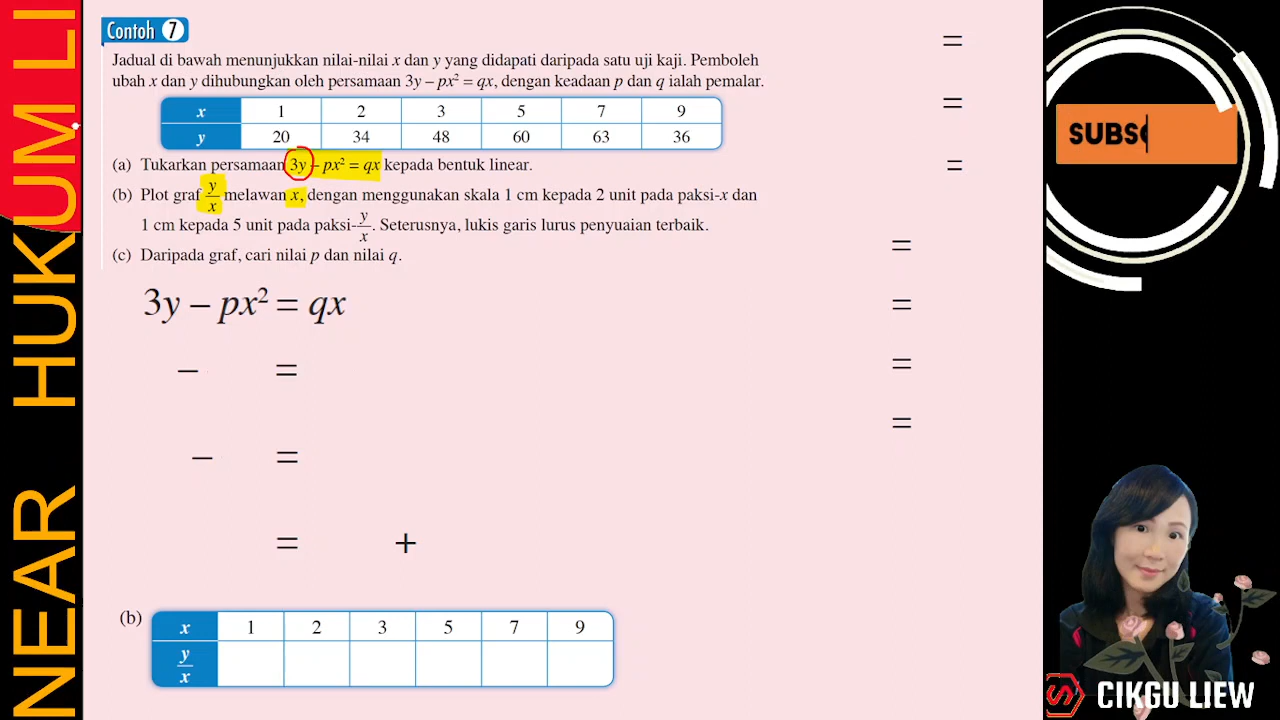 NEAR HUKUM LI
Contoh 7
Jadual di bawah menunjukkan nilai-nilai x dan y yang didapati daripada satu uji kaji. Pemboleh
ubah x dan y dihubungkan oleh persamaan 3y – px² = qx, dengan keadaan p dan q ialah pemalar.
x 1 2 3 5 7 9
y 20 34 48 60 63 36
(a) Tukarkan persamaan 3y – px² = qx kepada bentuk linear.
(b) Plot graf y/x melawan x, dengan menggunakan skala 1 cm kepada 2 unit pada paksi-x dan
1 cm kepada 5 unit pada paksi-y/x. Seterusnya, lukis garis lurus penyuaian terbaik.
(c) Daripada graf, cari nilai p dan nilai q.
3y – px² = qx
– =
– =
= +
(b) x 1 2 3 5 7 9
y/x
=
=
=
=
=
=
=
SUBSC
CIKGU LIEW